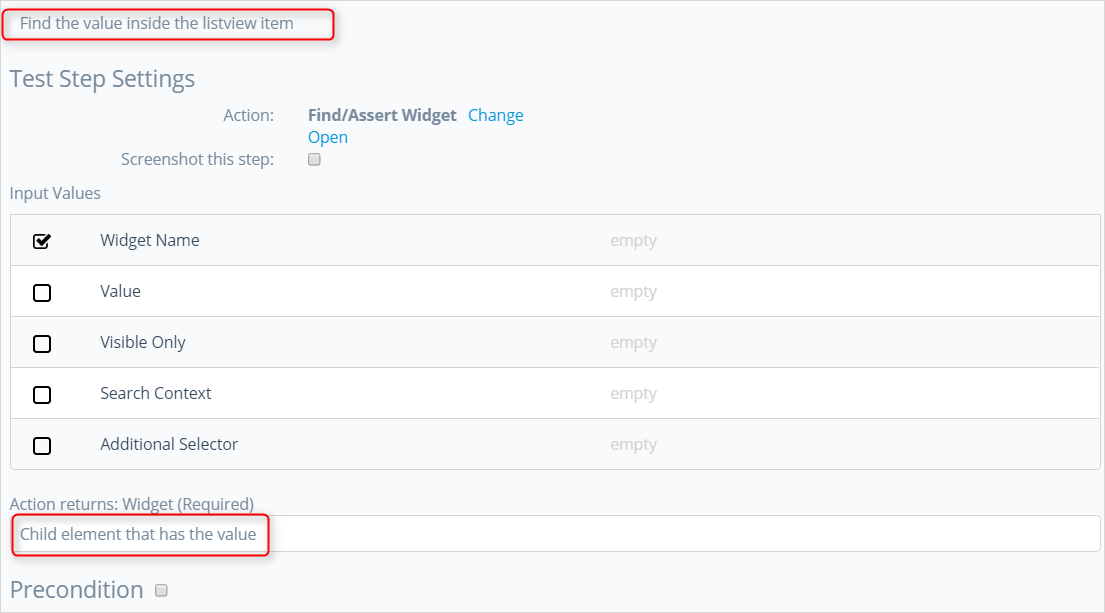 Find the value inside the listview item
Test Step Settings
Action: Find/Assert Widget Change
Open
Screenshot this step:
Input Values
Widget Name empty
Value empty
Visible Only empty
Search Context empty
Additional Selector empty
Action returns: Widget (Required)
Child element that has the value
Precondition